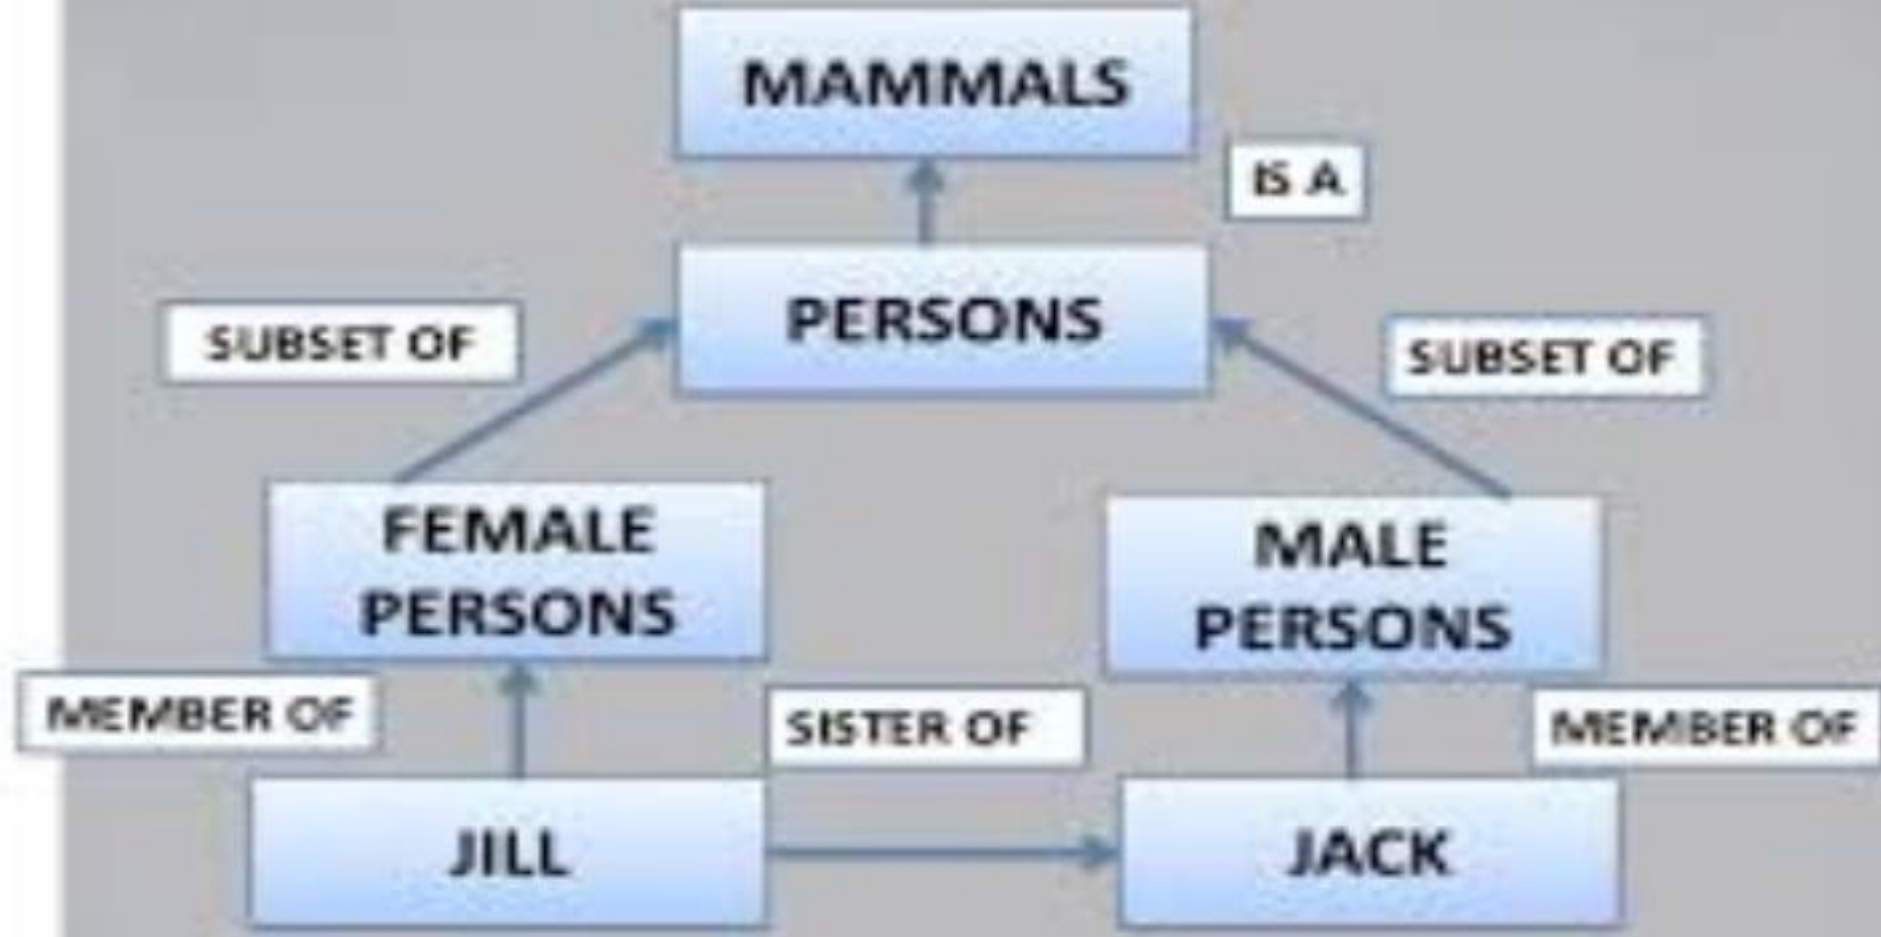 MAMMALS
IS A
PERSONS
SUBSET OF
SUBSET OF
FEMALE
PERSONS
MALE
PERSONS
MEMBER OF
SISTER OF
MEMBER OF
JILL
JACK